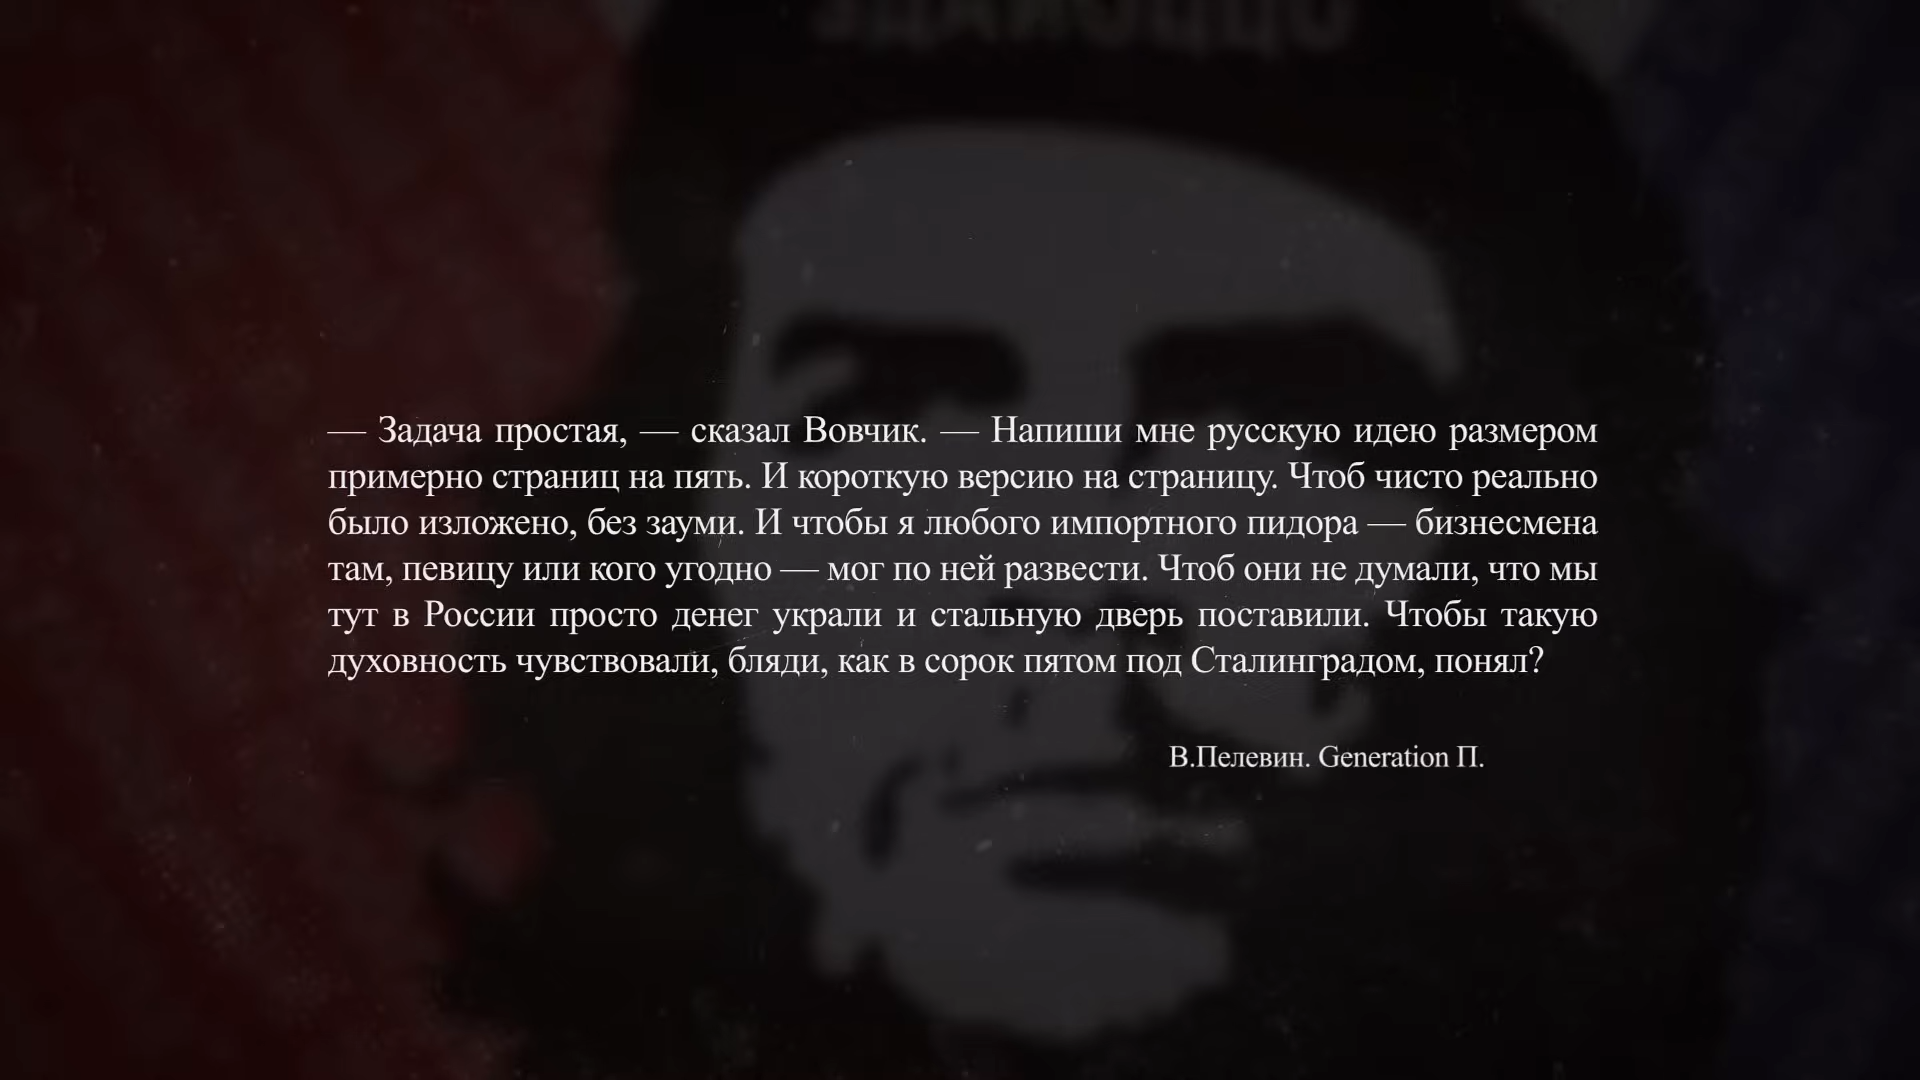 — Задача простая, — сказал Вовчик. — Напиши мне русскую идею размером
примерно страниц на пять. И короткую версию на страницу. Чтоб чисто реально
было изложено, без зауми. И чтобы я любого импортного пидора — бизнесмена
там, певицу или кого угодно — мог по ней развести. Чтоб они не думали, что мы
тут в России просто денег украли и стальную дверь поставили. Чтобы такую
духовность чувствовали, бляди, как в сорок пятом под Сталинградом, понял?
В.Пелевин. Generation П.